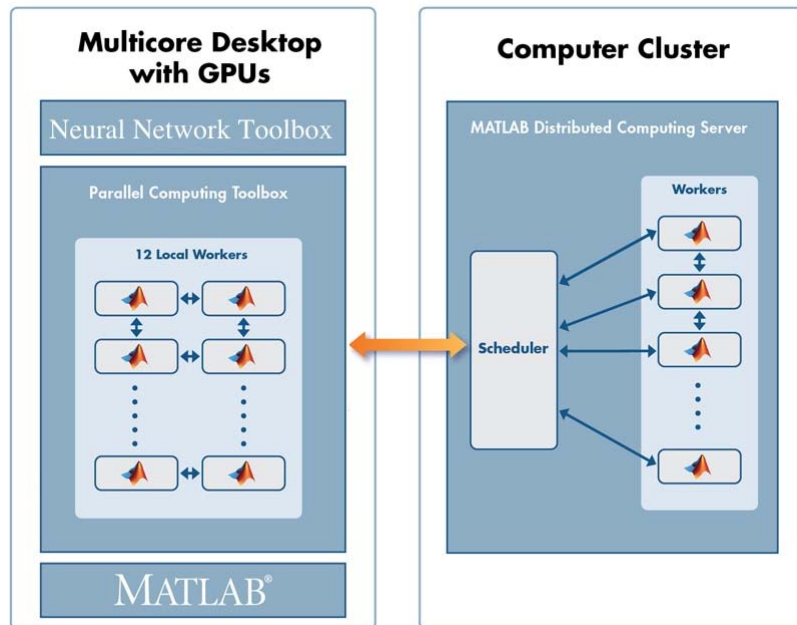 Multicore Desktop
with GPUs
Neural Network Toolbox
Parallel Computing Toolbox
12 Local Workers
MATLAB®
Computer Cluster
MATLAB Distributed Computing Server
Workers
Scheduler